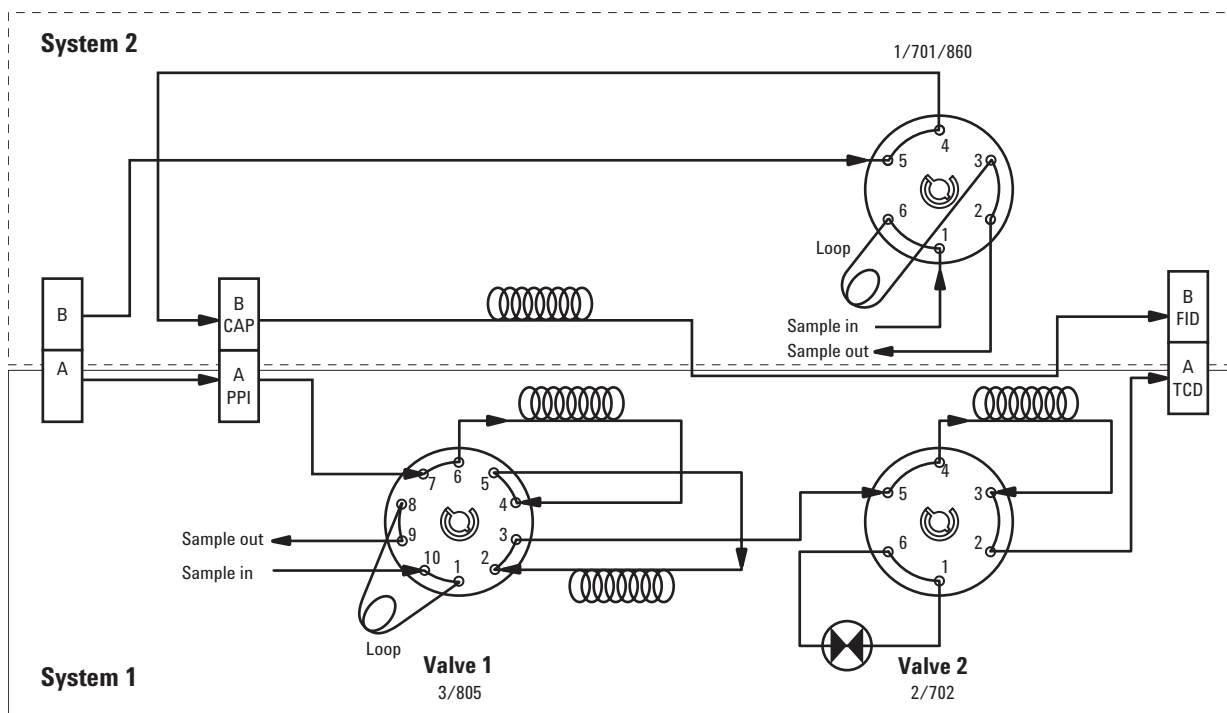 System 2
1/701/860
4
5
3
6
2
1
Loop
B
B
CAP
Sample in
B
FID
Sample out
A
A
PPI
A
TCD
6
7
5
4
3
8
4
5
3
Sample out
9
2
6
2
Sample in
10
1
1
Loop
Valve 1
3/805
Valve 2
2/702
System 1